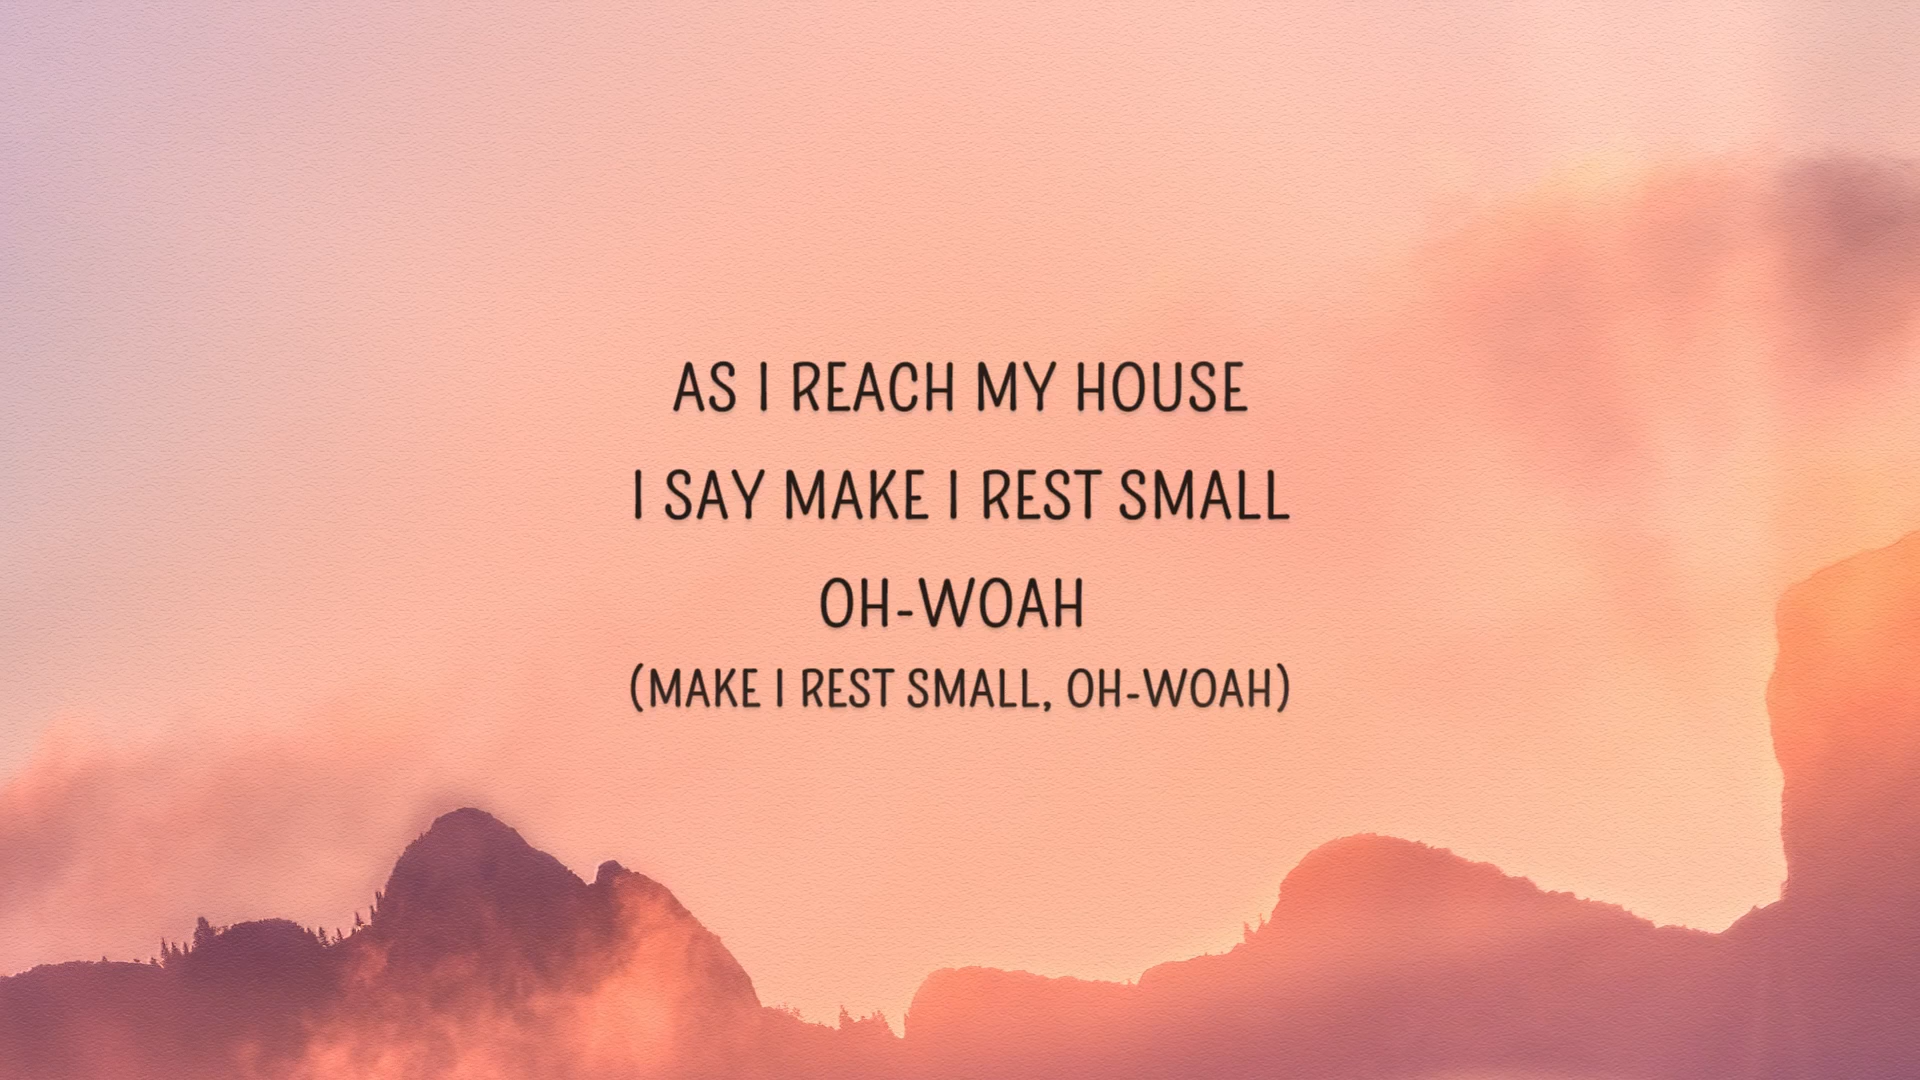 AS I REACH MY HOUSE
I SAY MAKE I REST SMALL
OH-WOAH
(MAKE I REST SMALL, OH-WOAH)